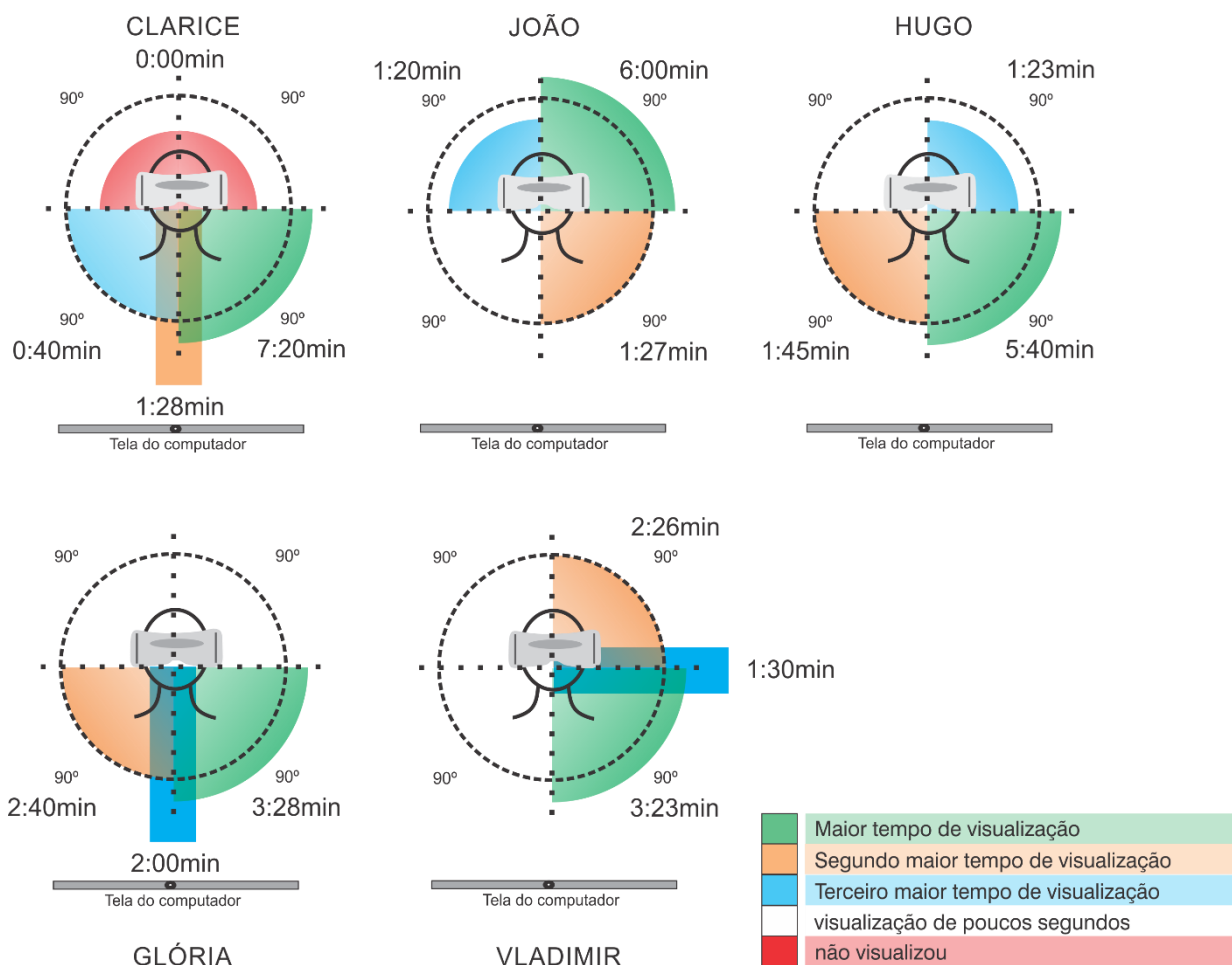 CLARICE
0:00min
90º
90º
90º
90º
0:40min
7:20min
1:28min
Tela do computador
JOÃO
1:20min
6:00min
90º
90º
90º
90º
1:27min
Tela do computador
HUGO
1:23min
90º
90º
90º
90º
1:45min
5:40min
Tela do computador
90º
90º
90º
90º
2:40min
3:28min
2:00min
Tela do computador
GLÓRIA
2:26min
90º
90º
1:30min
90º
90º
3:23min
Tela do computador
VLADIMIR
Maior tempo de visualização
Segundo maior tempo de visualização
Terceiro maior tempo de visualização
visualização de poucos segundos
não visualizou